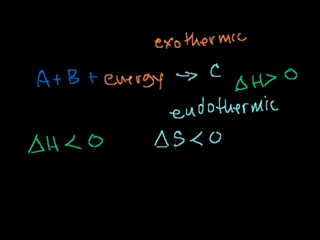 exothermic
A + B + energy → C ΔH > 0
endothermic
ΔH < 0 ΔS < 0